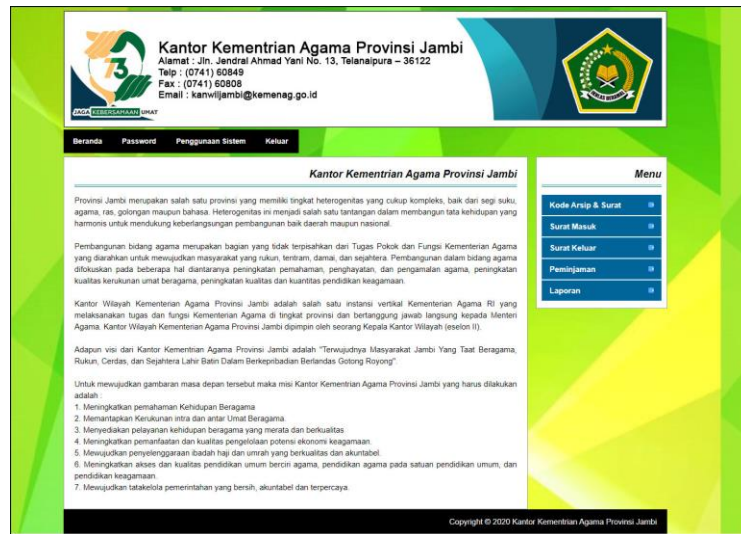 73
JAGA KEBERSAMAAN UMAT
Kantor Kementrian Agama Provinsi Jambi
Alamat : Jln. Jendral Ahmad Yani No. 13, Telanaipura – 36122
Telp : (0741) 60849
Fax : (0741) 60808
Email : kanwiljambi@kemenag.go.id
IKHLAS BERAMAL
Beranda Password Penggunaan Sistem Keluar
Kantor Kementrian Agama Provinsi Jambi
Provinsi Jambi merupakan salah satu provinsi yang memiliki tingkat heterogenitas yang cukup kompleks, baik dari segi suku,
agama, ras, golongan maupun bahasa. Heterogenitas ini menjadi salah satu tantangan dalam membangun tata kehidupan yang
harmonis untuk mendukung keberlangsungan pembangunan baik daerah maupun nasional.
Pembangunan bidang agama merupakan bagian yang tidak terpisahkan dari Tugas Pokok dan Fungsi Kementerian Agama
yang diarahkan untuk mewujudkan masyarakat yang rukun, tentram, damai, dan sejahtera. Pembangunan dalam bidang agama
difokuskan pada beberapa hal diantaranya peningkatan pemahaman, penghayatan, dan pengamalan agama, peningkatan
kualitas kerukunan umat beragama, peningkatan kualitas dan kuantitas pendidikan keagamaan.
Kantor Wilayah Kementerian Agama Provinsi Jambi adalah salah satu instansi vertikal Kementerian Agama RI yang
melaksanakan tugas dan fungsi Kementerian Agama di tingkat provinsi dan bertanggung jawab langsung kepada Menteri
Agama. Kantor Wilayah Kementerian Agama Provinsi Jambi dipimpin oleh seorang Kepala Kantor Wilayah (eselon II).
Adapun visi dari Kantor Kementrian Agama Provinsi Jambi adalah "Terwujudnya Masyarakat Jambi Yang Taat Beragama,
Rukun, Cerdas, dan Sejahtera Lahir Batin Dalam Berkepribadian Berlandas Gotong Royong".
Untuk mewujudkan gambaran masa depan tersebut maka misi Kantor Kementrian Agama Provinsi Jambi yang harus dilakukan
adalah :
1. Meningkatkan pemahaman Kehidupan Beragama
2. Memantapkan Kerukunan intra dan antar Umat Beragama.
3. Menyediakan pelayanan kehidupan beragama yang merata dan berkualitas
4. Meningkatkan pemanfaatan dan kualitas pengelolaan potensi ekonomi keagamaan.
5. Mewujudkan penyelenggaraan ibadah haji dan umrah yang berkualitas dan akuntabel.
6. Meningkatkan akses dan kualitas pendidikan umum berciri agama, pendidikan agama pada satuan pendidikan umum, dan
pendidikan keagamaan.
7. Mewujudkan tatakelola pemerintahan yang bersih, akuntabel dan terpercaya.
Menu
Kode Arsip & Surat
Surat Masuk
Surat Keluar
Peminjaman
Laporan
Copyright © 2020 Kantor Kementrian Agama Provinsi Jambi